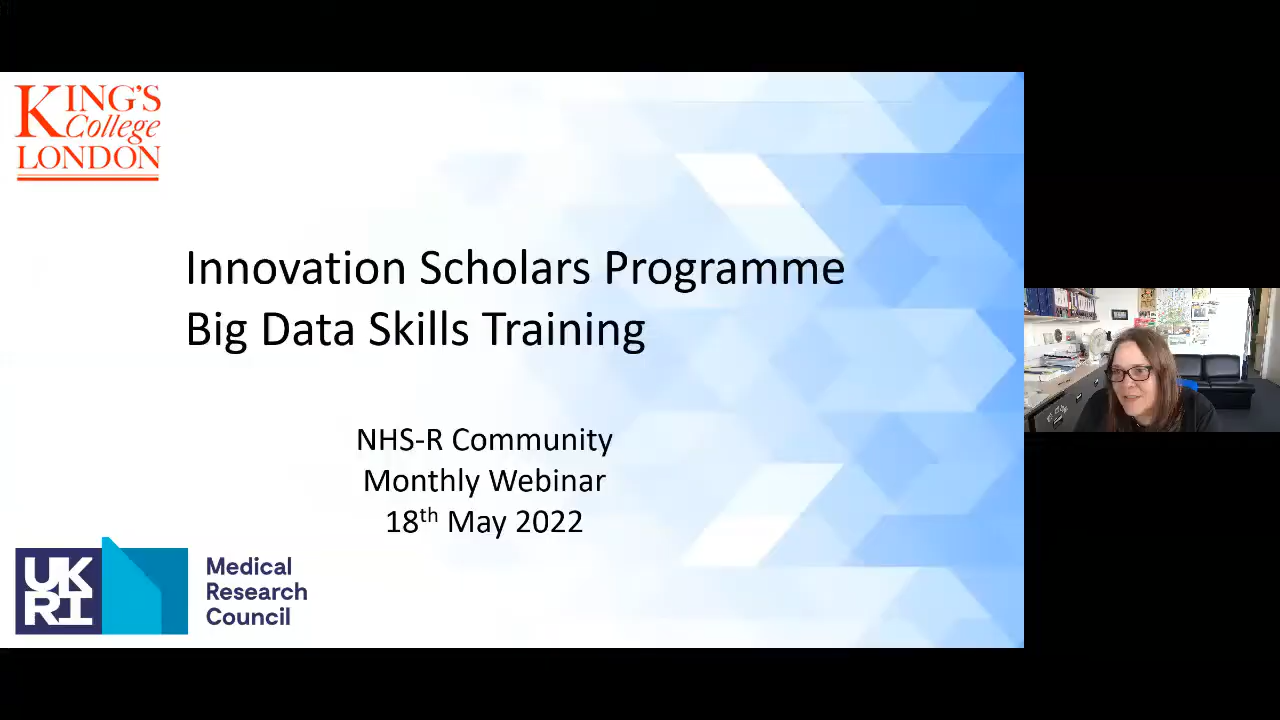 KING'S
College
LONDON
Innovation Scholars Programme
Big Data Skills Training
NHS-R Community
Monthly Webinar
18th May 2022
UK
RI
Medical
Research
Council